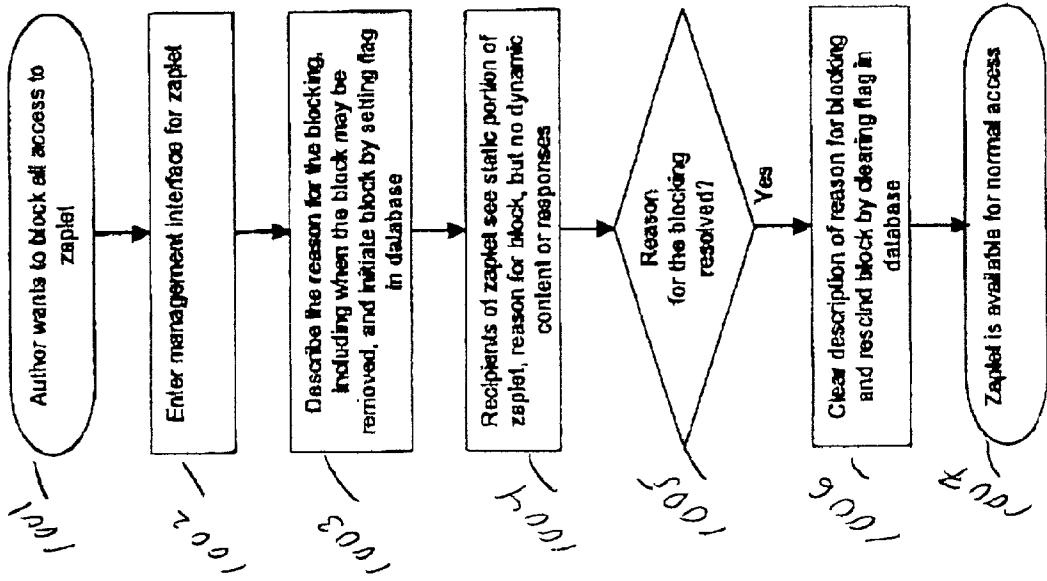 Author wants to block all access to
zaplet
1001
Enter management interface for zaplet
1002
Describe the reason for the blocking,
including when the block may be
removed, and initiate block by setting flag
in database
1003
Recipients of zaplet see static portion of
zaplet, reason for block, but no dynamic
content or responses
1004
Reason
for the blocking
resolved?
1005
Yes
Clear description of reason for blocking
and rescind block by clearing flag in
database
1006
Zaplet is available for normal access
1007